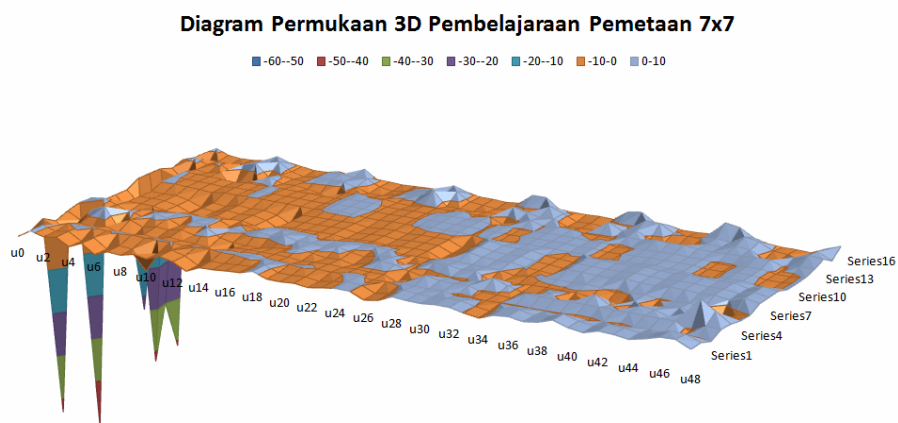 Diagram Permukaan 3D Pembelajaraan Pemetaan 7x7
-60--50 -50--40 -40--30 -30--20 -20--10 -10-0 0-10
u0
u2
u4
u6
u8
u10
u12
u14
u16
u18
u20
u22
u24
u26
u28
u30
u32
u34
u36
u38
u40
u42
u44
u46
u48
Series16
Series13
Series10
Series7
Series4
Series1